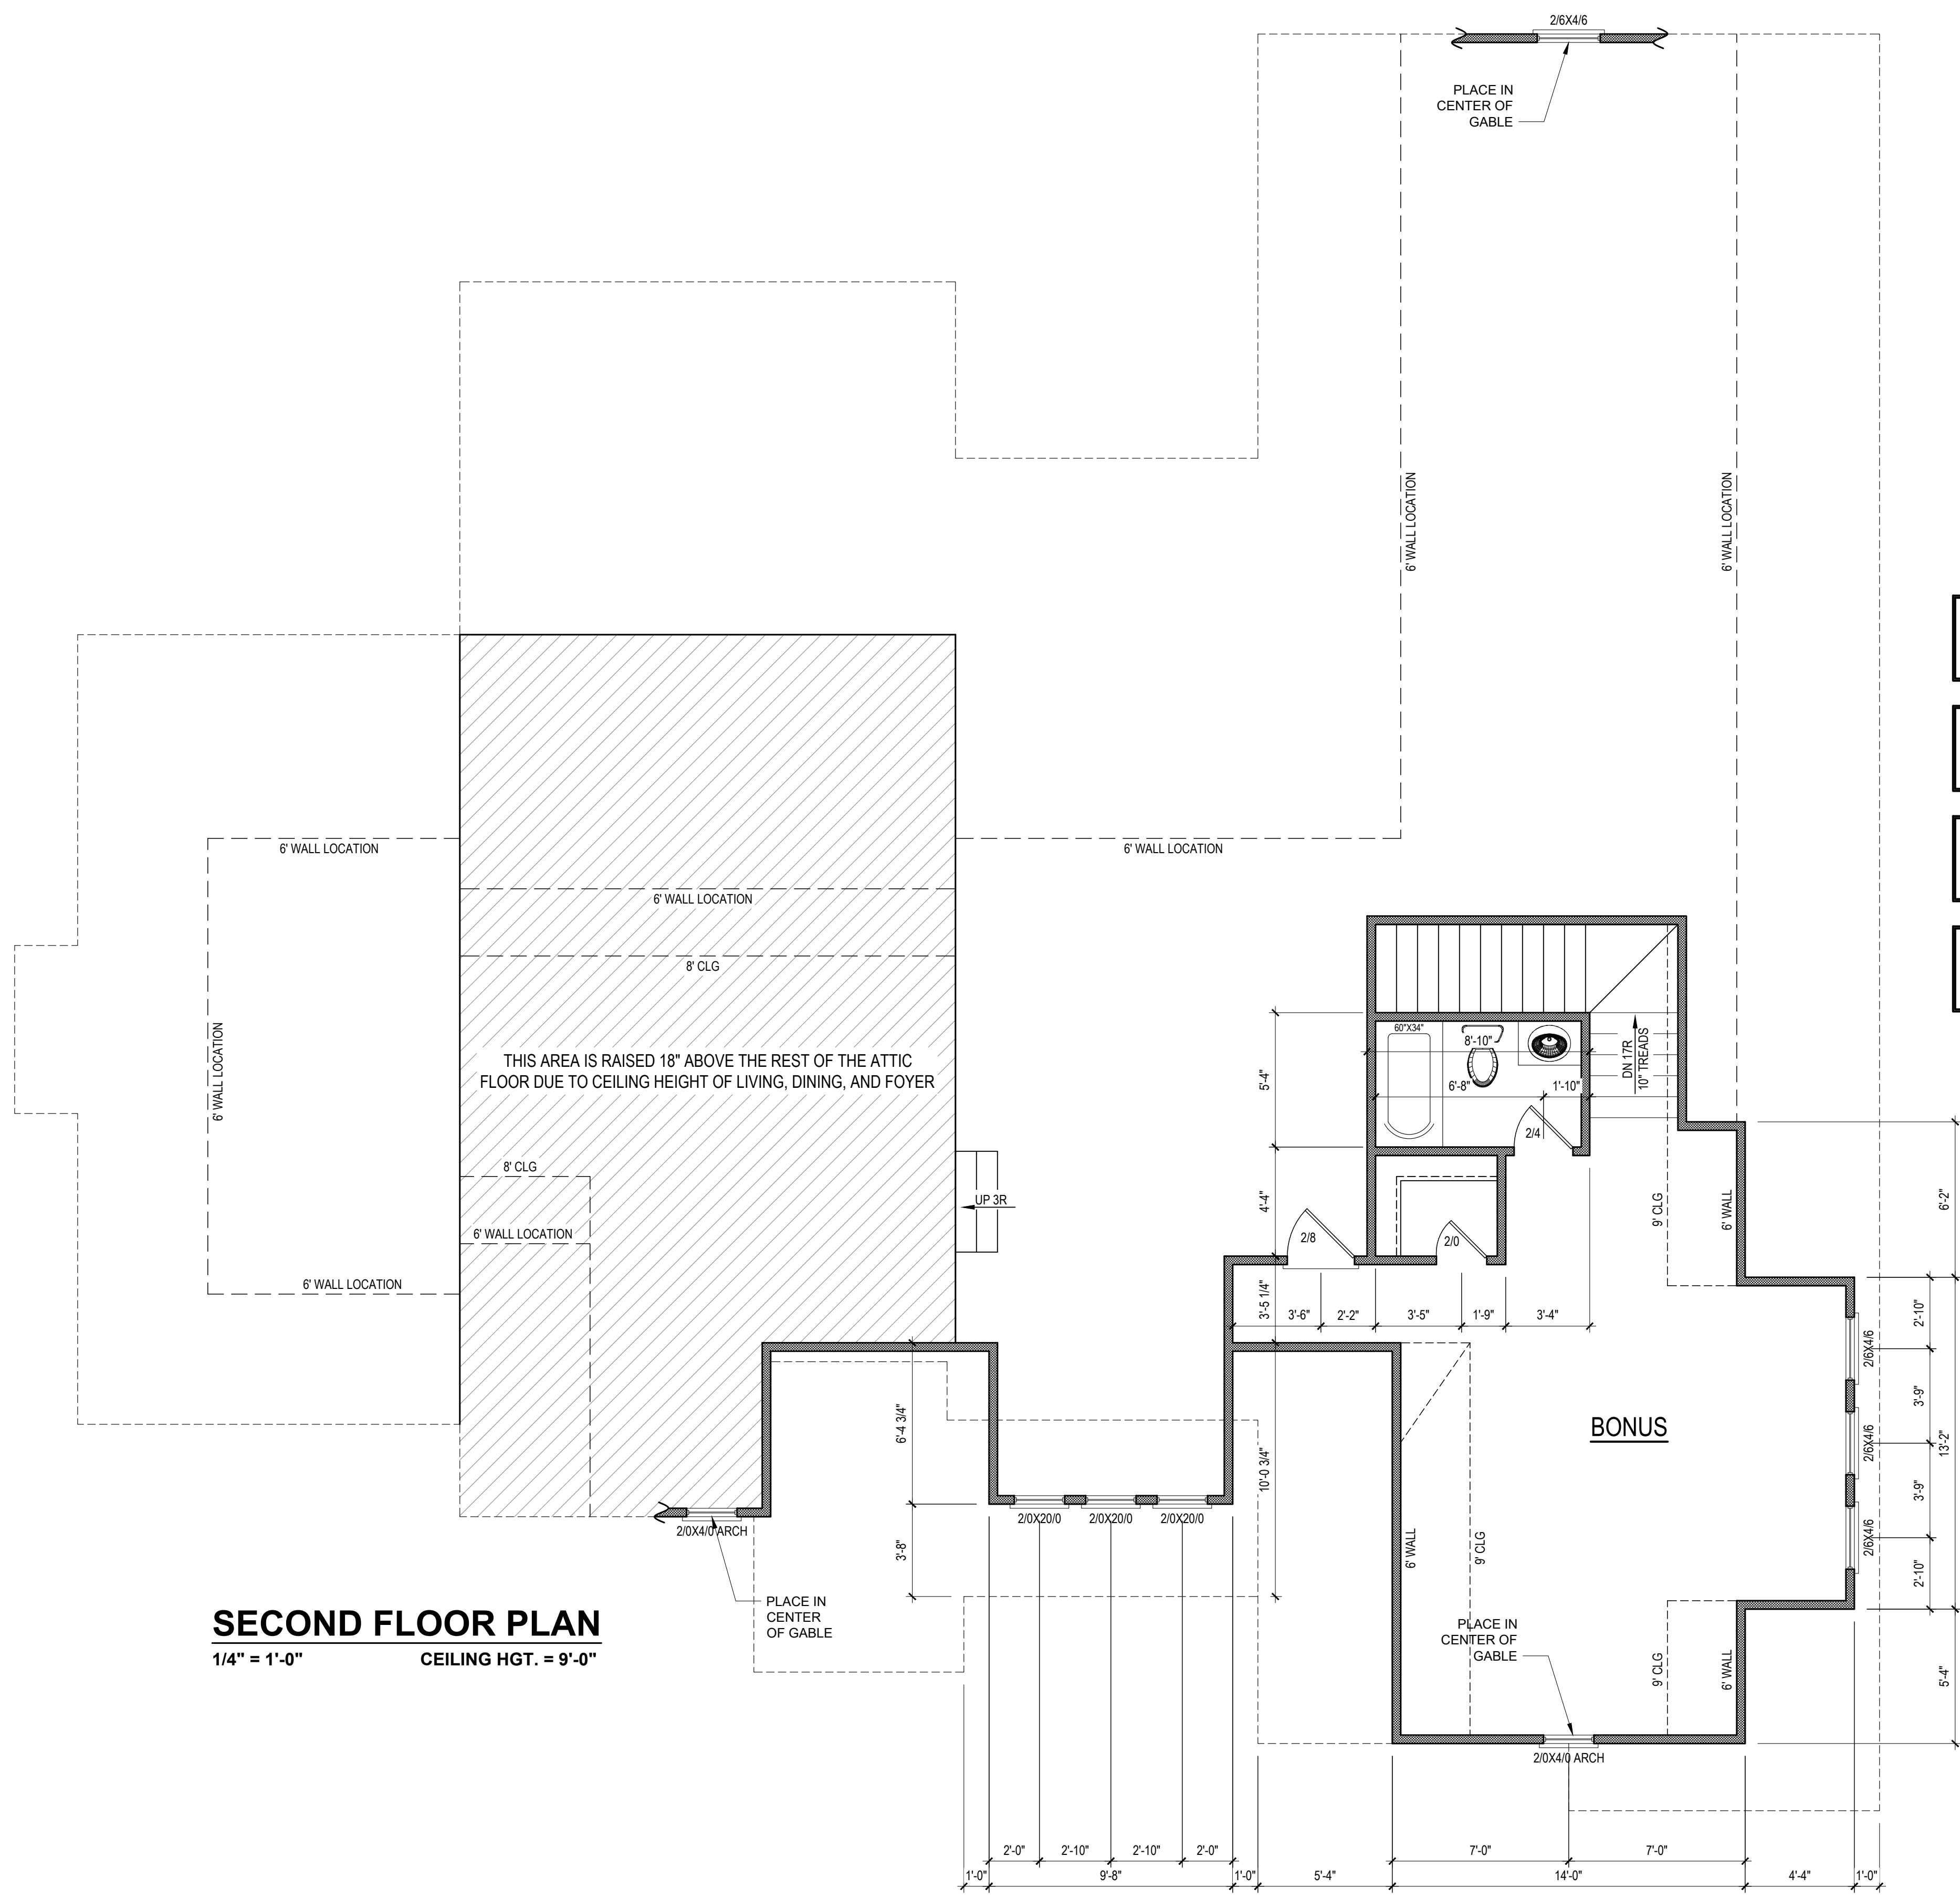 2/6X4/6
PLACE IN
CENTER OF
GABLE
6' WALL LOCATION
6' WALL LOCATION
6' WALL LOCATION
6' WALL LOCATION
6' WALL LOCATION
8' CLG
6' WALL LOCATION
THIS AREA IS RAISED 18" ABOVE THE REST OF THE ATTIC
FLOOR DUE TO CEILING HEIGHT OF LIVING, DINING, AND FOYER
8' CLG
6' WALL LOCATION
6' WALL LOCATION
UP 3R
60"X34"
8'-10"
6'-8"
1'-10"
DN 17R
10" TREADS
5'-4"
2/4
4'-4"
2/8
2/0
9' CLG
6' WALL
6'-2"
3'-5 1/4"
3'-6"
2'-2"
3'-5"
1'-9"
3'-4"
2'-10"
2/6X4/6
3'-9"
2/6X4/6
13'-2"
3'-9"
2/6X4/6
2'-10"
BONUS
6'-4 3/4"
10'-0 3/4"
3'-8"
2/0X20/0
2/0X20/0
2/0X20/0
2/0X4/0 ARCH
PLACE IN
CENTER
OF GABLE
6' WALL
9' CLG
PLACE IN
CENTER OF
GABLE
9' CLG
6' WALL
5'-4"
2/0X4/0 ARCH
SECOND FLOOR PLAN
1/4" = 1'-0"
CEILING HGT. = 9'-0"
2'-0"
2'-10"
2'-10"
2'-0"
7'-0"
7'-0"
1'-0"
9'-8"
1'-0"
5'-4"
14'-0"
4'-4"
1'-0"